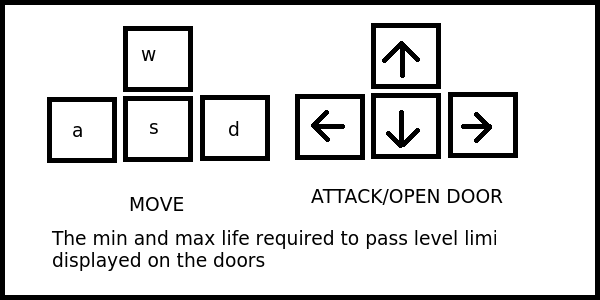 w
a s d
MOVE
ATTACK/OPEN DOOR
The min and max life required to pass level limi
displayed on the doors